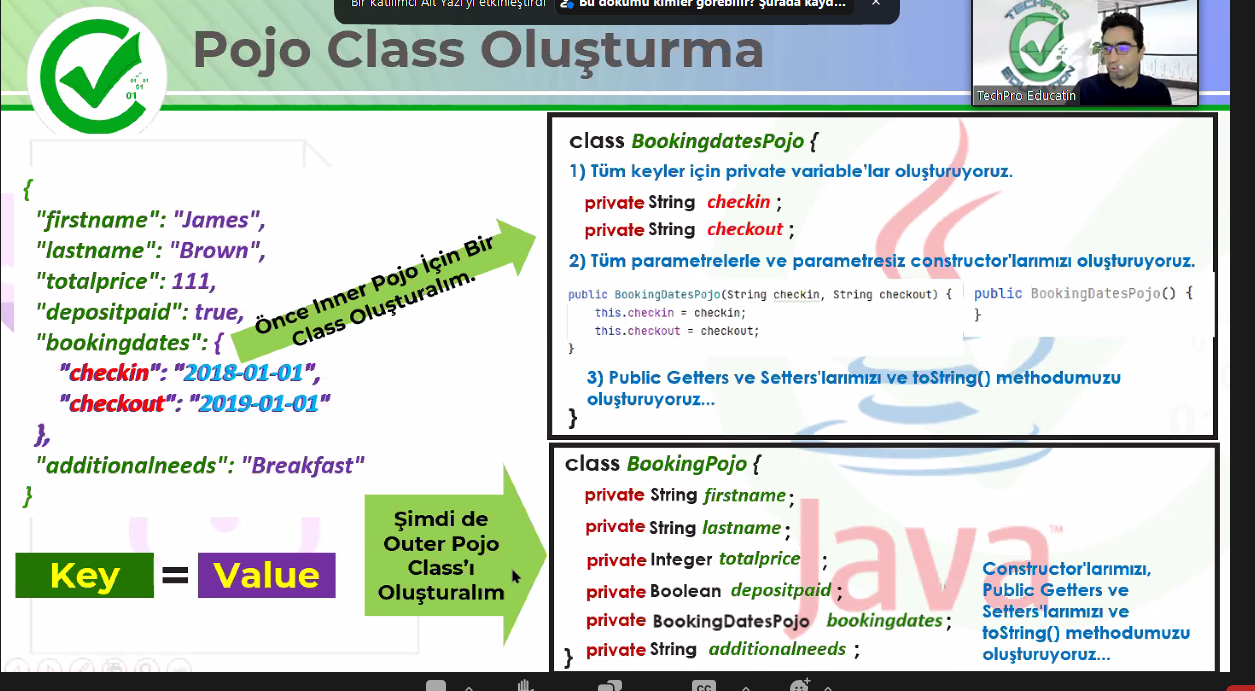 Bir katılımcı Alt Yazı'yı etkinleştirdi
Bu dökümü kimler görebilir? Şurada kayd...
Pojo Class Oluşturma
TECHPRO
EDUCATION
TechPro Educatin
{
"firstname": "James",
"lastname": "Brown",
"totalprice": 111,
"depositpaid": true,
"bookingdates": {
"checkin": "2018-01-01",
"checkout": "2019-01-01"
},
"additionalneeds": "Breakfast"
}
Key = Value
Önce Inner Pojo İçin Bir
Class Oluşturalım.
Şimdi de
Outer Pojo
Class'ı
Oluşturalım
class BookingdatesPojo {
1) Tüm keyler için private variable'lar oluşturuyoruz.
private String checkin ;
private String checkout ;
2) Tüm parametrelerle ve parametresiz constructor'larımızı oluşturuyoruz.
public BookingDatesPojo(String checkin, String checkout) {
this.checkin = checkin;
this.checkout = checkout;
}
public BookingDatesPojo() {
}
3) Public Getters ve Setters'larımızı ve toString() methodumuzu
oluşturuyoruz...
}
class BookingPojo {
private String firstname ;
private String lastname ;
private Integer totalprice ;
private Boolean depositpaid ;
private BookingDatesPojo bookingdates ;
private String additionalneeds ;
}
Constructor'larımızı,
Public Getters ve
Setters'larımızı ve
toString() methodumuzu
oluşturuyoruz...
Java™
CC